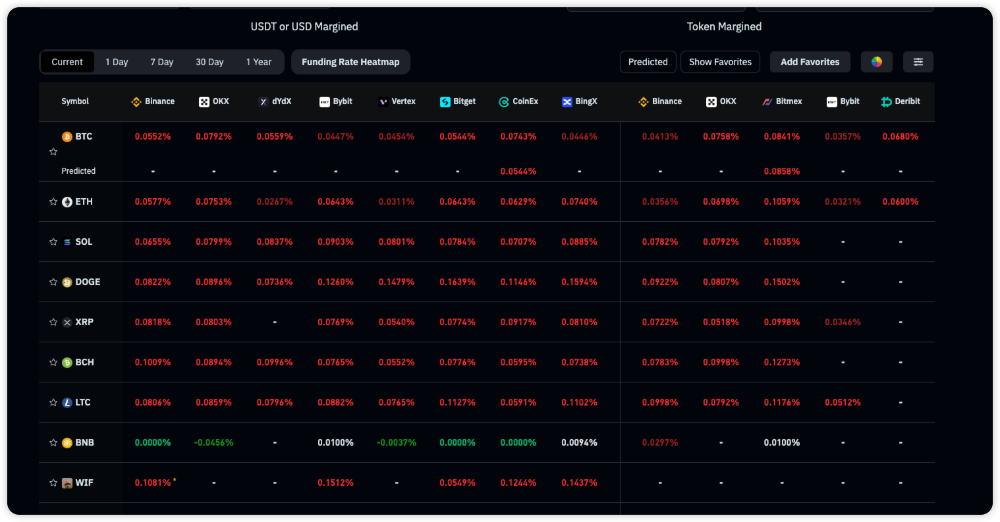 USDT or USD Margined Token Margined
Current 1 Day 7 Day 30 Day 1 Year Funding Rate Heatmap Predicted Show Favorites Add Favorites
Symbol Binance OKX dYdX Bybit Vertex Bitget CoinEx BingX Binance OKX Bitmex Bybit Deribit
BTC 0.0552% 0.0792% 0.0559% 0.0447% 0.0454% 0.0544% 0.0743% 0.0446% 0.0413% 0.0758% 0.0841% 0.0357% 0.0680%
Predicted - - - - - - 0.0544% - - - 0.0858% - -
ETH 0.0577% 0.0753% 0.0267% 0.0643% 0.0311% 0.0643% 0.0629% 0.0740% 0.0356% 0.0698% 0.1059% 0.0321% 0.0600%
SOL 0.0655% 0.0799% 0.0837% 0.0903% 0.0801% 0.0784% 0.0707% 0.0885% 0.0782% 0.0792% 0.1035% - -
DOGE 0.0822% 0.0896% 0.0736% 0.1260% 0.1479% 0.1639% 0.1146% 0.1594% 0.0922% 0.0807% 0.1502% - -
XRP 0.0818% 0.0803% - 0.0769% 0.0540% 0.0774% 0.0917% 0.0810% 0.0722% 0.0518% 0.0998% 0.0346% -
BCH 0.1009% 0.0894% 0.0996% 0.0765% 0.0552% 0.0776% 0.0595% 0.0738% 0.0783% 0.0998% 0.1273% - -
LTC 0.0806% 0.0859% 0.0796% 0.0882% 0.0765% 0.1127% 0.0591% 0.1102% 0.0998% 0.0792% 0.1176% 0.0512% -
BNB 0.0000% -0.0456% - 0.0100% -0.0037% 0.0000% 0.0000% 0.0094% 0.0297% - 0.0100% - -
WIF 0.1081%* - - 0.1512% - 0.0549% 0.1244% 0.1437% - - - - -